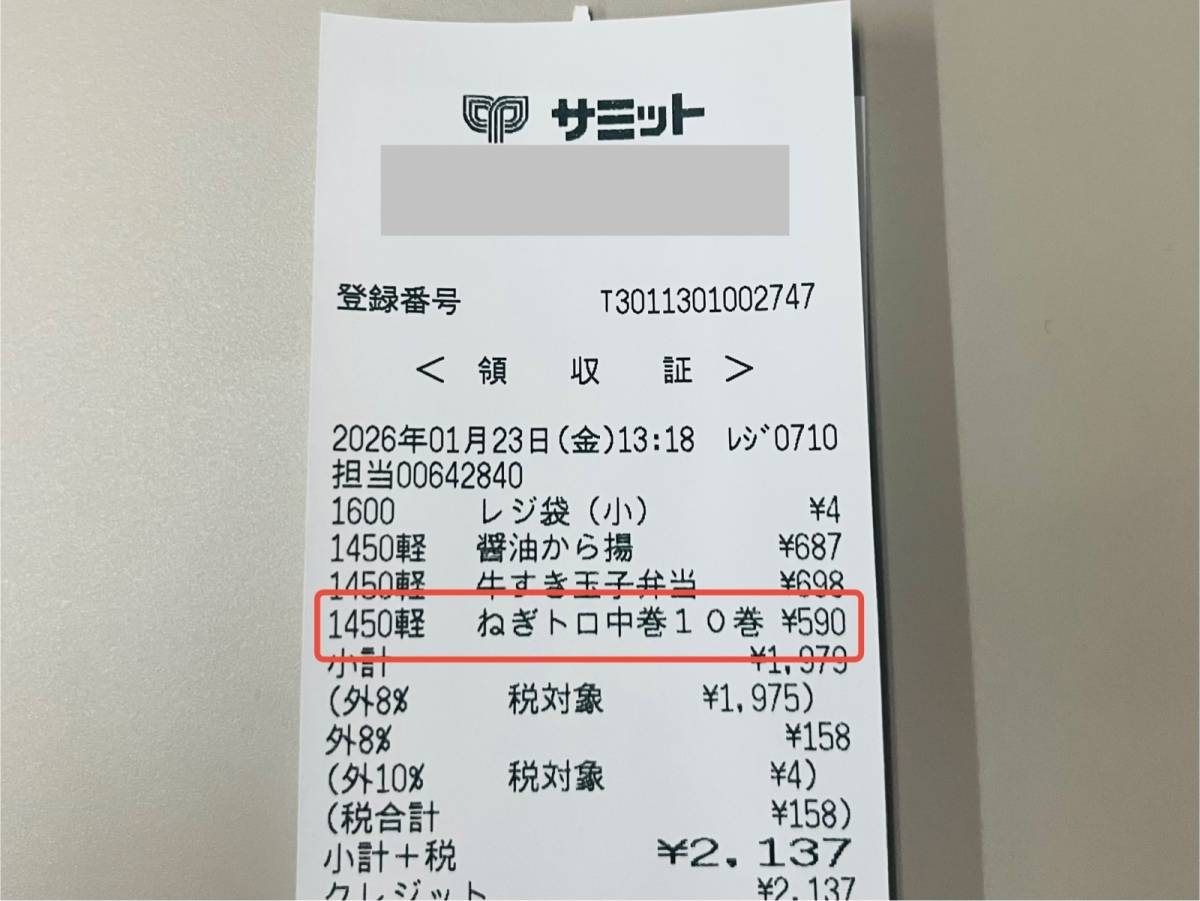 サミット
登録番号 T3011301002747
＜ 領 収 証 ＞
2026年01月23日(金)13:18 ﾚｼﾞ0710
担当00642840
1600 レジ袋（小） ¥4
1450軽 醤油から揚 ¥687
1450軽 牛すき玉子弁当 ¥698
1450軽 ねぎトロ中巻１０巻 ¥590
小計 ¥1,979
(外8% 税対象 ¥1,975)
外8% ¥158
(外10% 税対象 ¥4)
(税合計 ¥158)
小計＋税 ¥2,137
クレジット ¥2,137